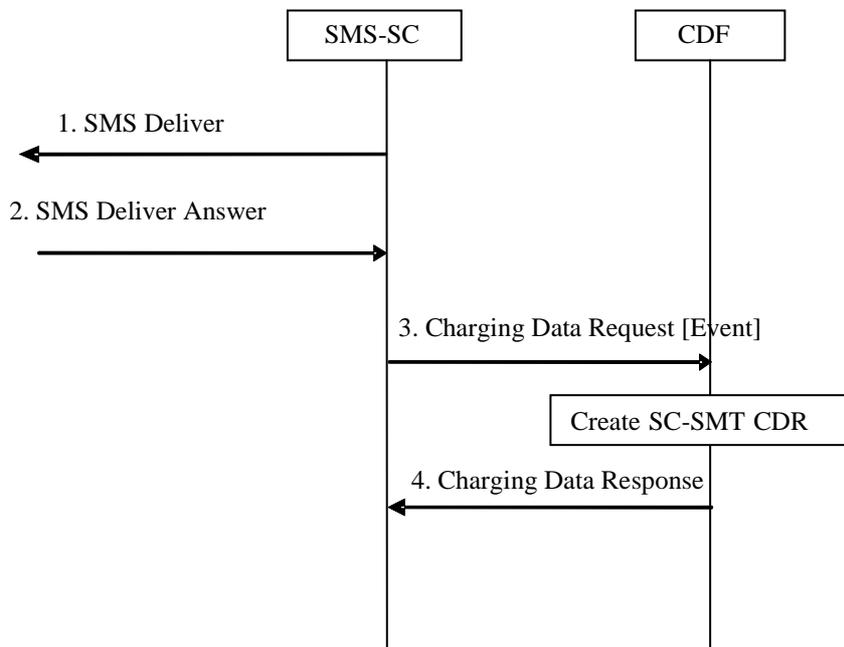 SMS-SC
CDF
1. SMS Deliver
2. SMS Deliver Answer
3. Charging Data Request [Event]
Create SC-SMT CDR
4. Charging Data Response